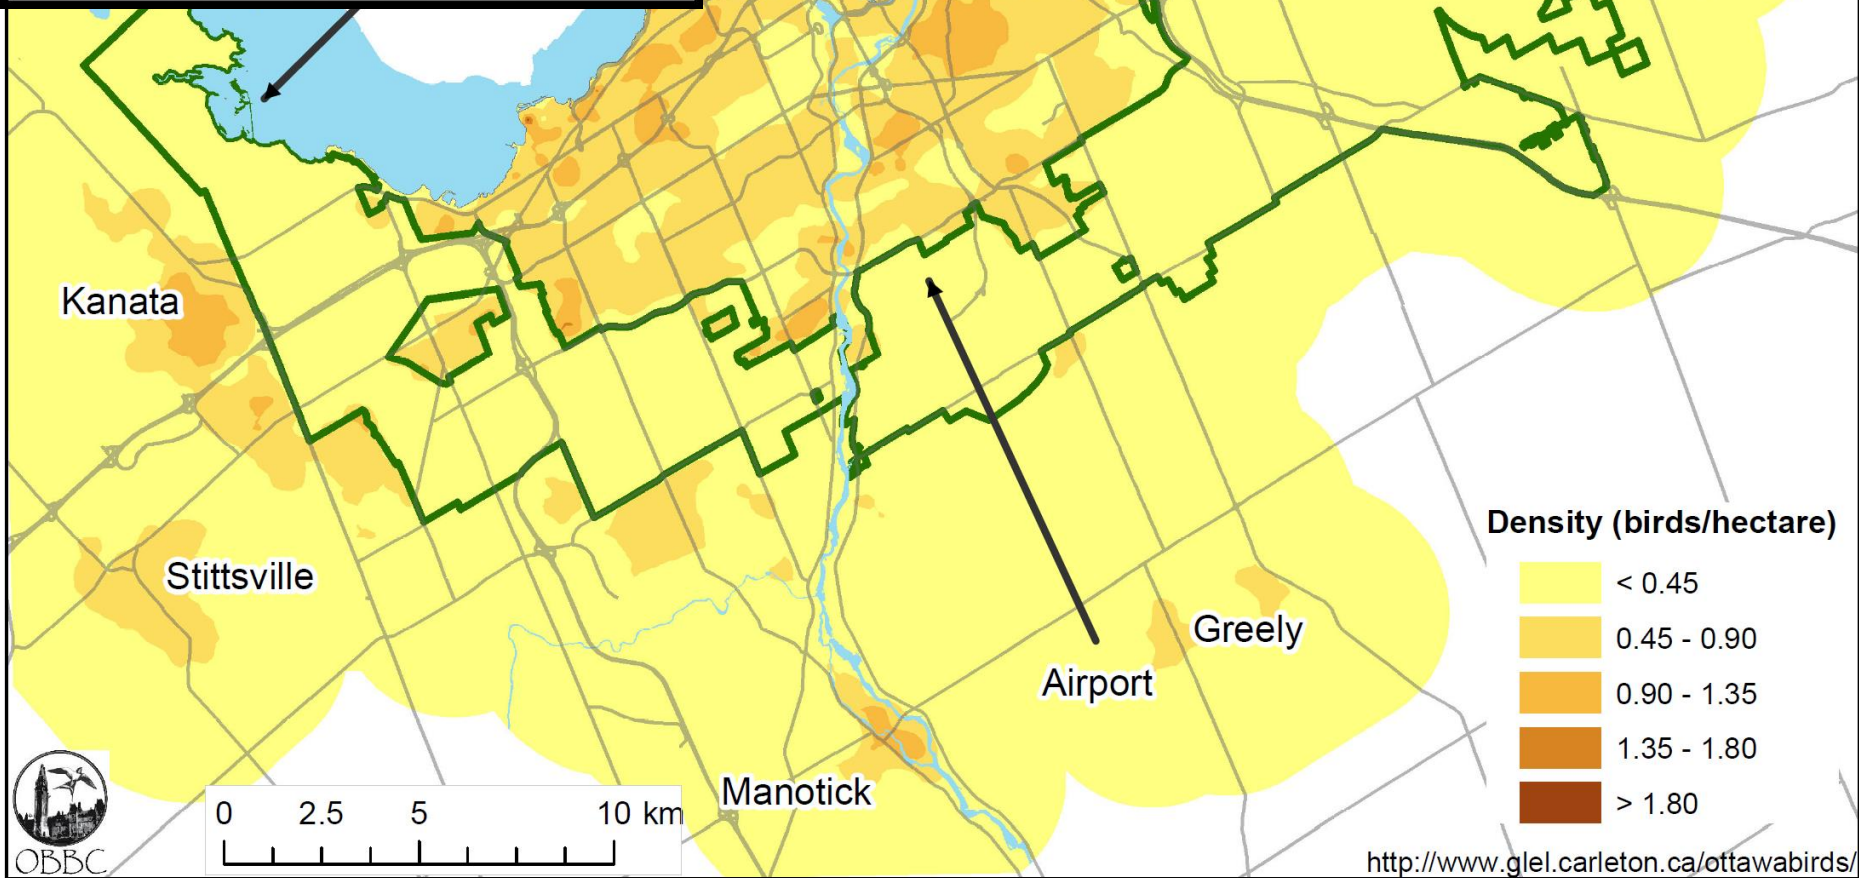 Kanata
Stittsville
Greely
Airport
Manotick
Density (birds/hectare)
< 0.45
0.45 - 0.90
0.90 - 1.35
1.35 - 1.80
> 1.80
0 2.5 5 10 km
OBBC
http://www.glel.carleton.ca/ottawabirds/